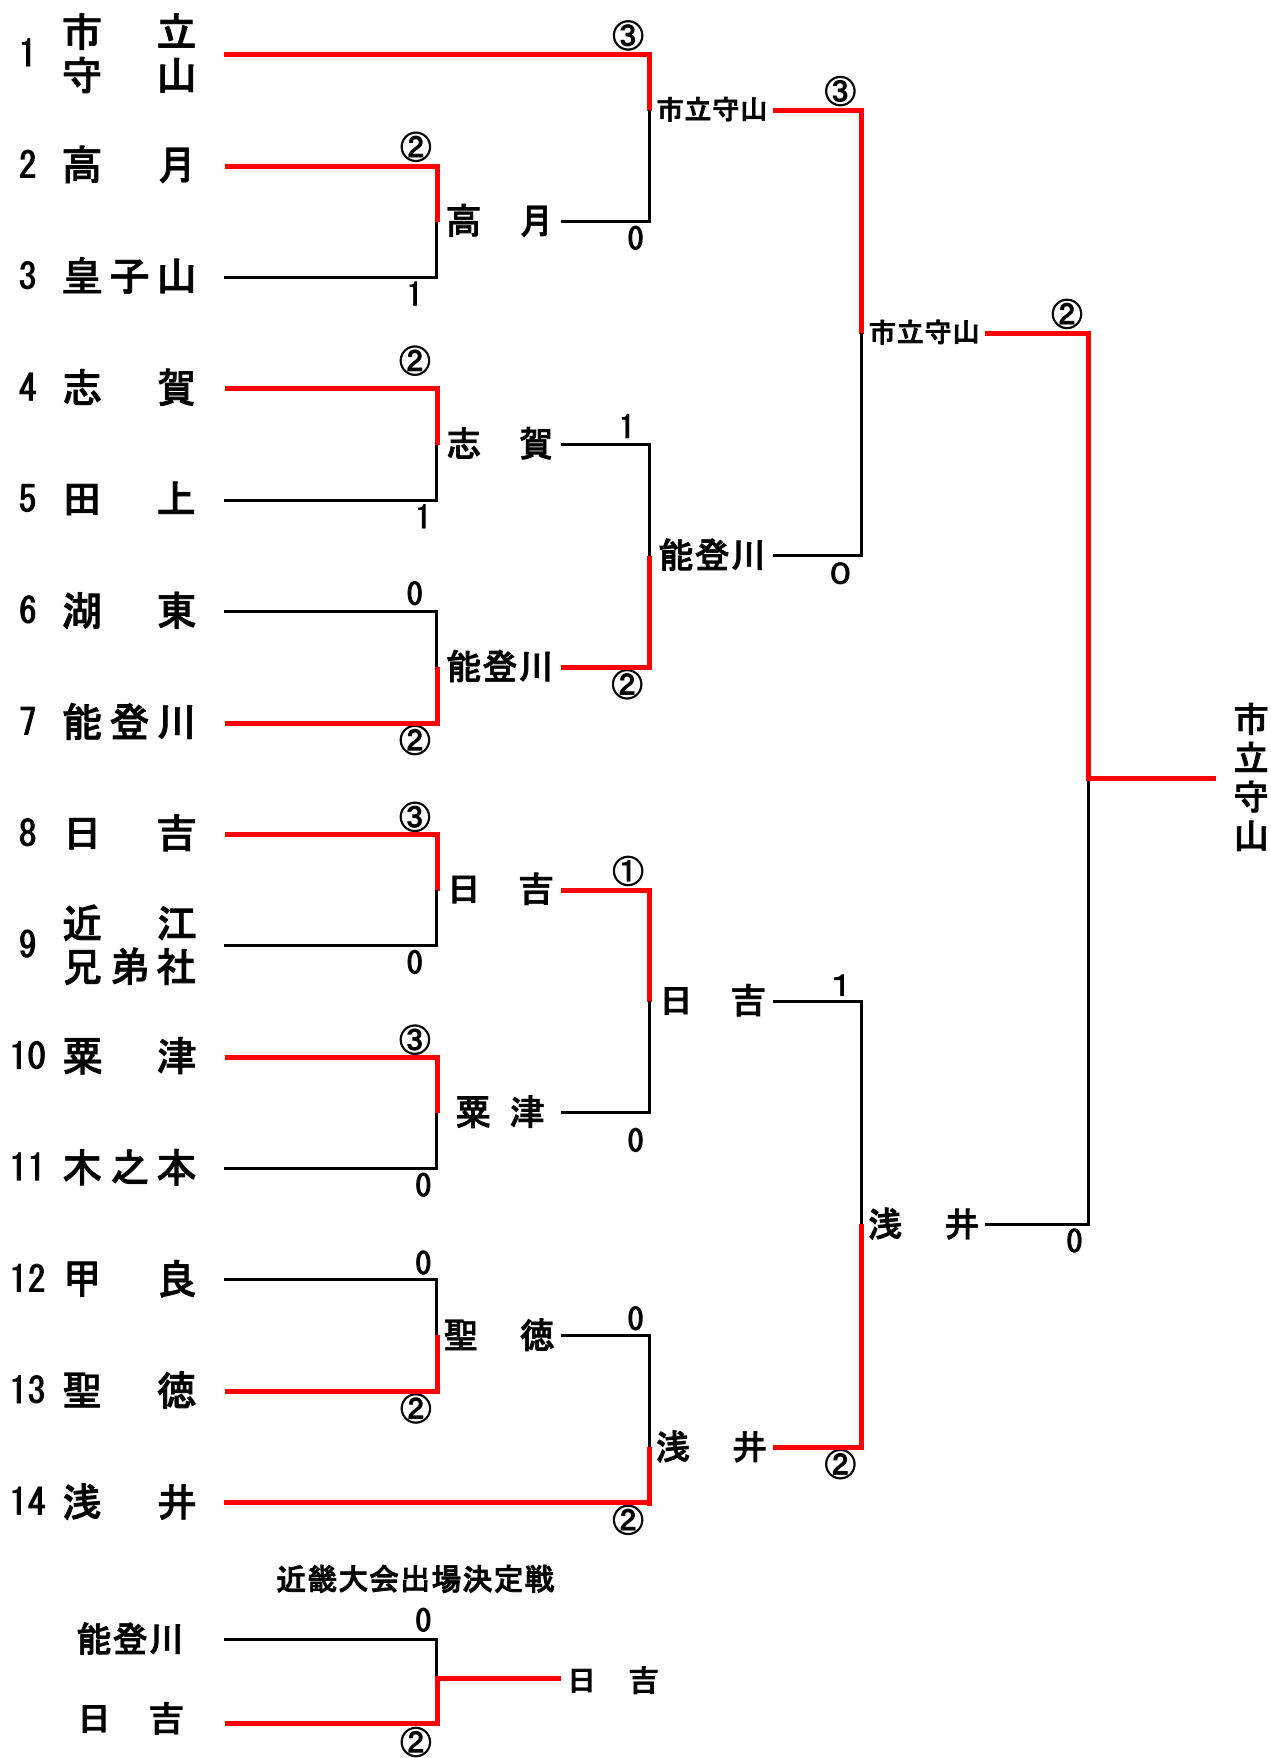 1 市立守山
③
市立守山
③
2 高月
②
高月
0
3 皇子山
1
市立守山
②
4 志賀
②
志賀
1
5 田上
1
能登川
0
6 湖東
0
能登川
②
7 能登川
②
市立守山
8 日吉
③
日吉
①
9 近江兄弟社
0
日吉
1
10 粟津
③
粟津
0
11 木之本
0
浅井
0
12 甲良
0
聖徳
0
13 聖徳
②
浅井
②
14 浅井
②
近畿大会出場決定戦
能登川
0
日吉
日吉
②